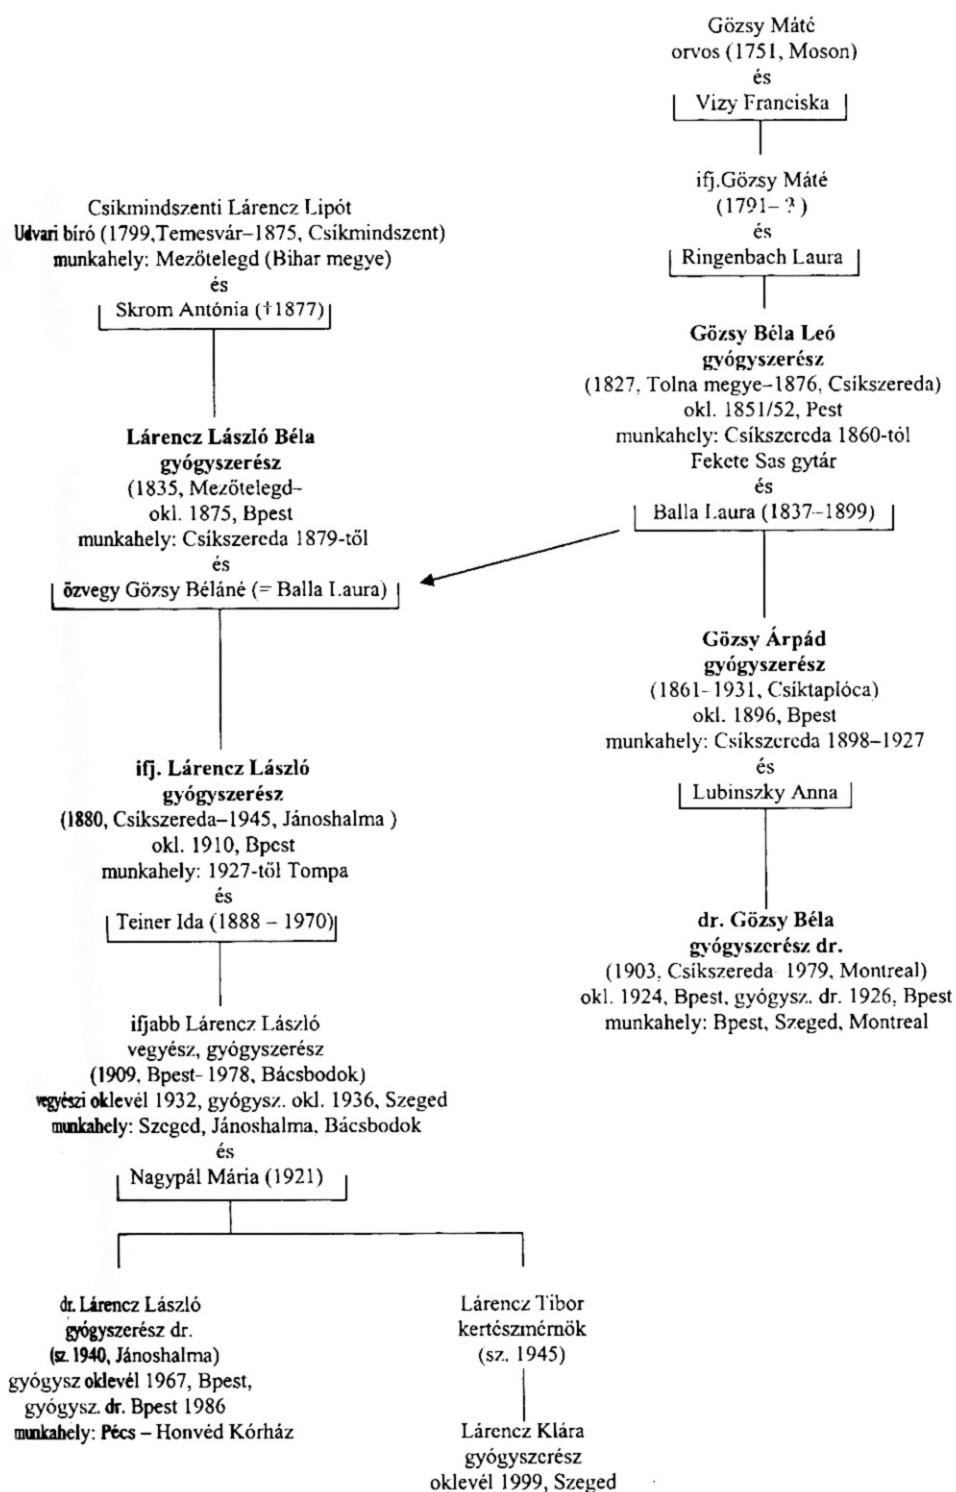 Gözsy Máté
orvos (1751, Moson)
és
Vizy Franciska
ifj.Gözsy Máté
(1791– ? )
és
Ringenbach Laura
Gözsy Béla Leó
gyógyszerész
(1827, Tolna megye–1876, Csíkszereda)
okl. 1851/52, Pest
munkahely: Csíkszereda 1860-tól
Fekete Sas gytár
és
Balla Laura (1837–1899)
Gözsy Árpád
gyógyszerész
(1861-1931, Csíktaplóca)
okl. 1896, Bpest
munkahely: Csíkszereda 1898–1927
és
Lubinszky Anna
dr. Gözsy Béla
gyógyszerész dr.
(1903, Csíkszereda 1979, Montreal)
okl. 1924, Bpest, gyógysz. dr. 1926, Bpest
munkahely: Bpest, Szeged, Montreal
Csíkmindszenti Lárencz Lipót
Udvari bíró (1799,Temesvár–1875, Csíkmindszent)
munkahely: Mezőtelegd (Bihar megye)
és
Skrom Antónia (†1877)
Lárencz László Béla
gyógyszerész
(1835, Mezőtelegd–
okl. 1875, Bpest
munkahely: Csíkszereda 1879-től
és
özvegy Gözsy Béláné (= Balla Laura)
ifj. Lárencz László
gyógyszerész
(1880, Csíkszereda–1945, Jánoshalma )
okl. 1910, Bpest
munkahely: 1927-től Tompa
és
Teiner Ida (1888 – 1970)
ifjabb Lárencz László
vegyész, gyógyszerész
(1909, Bpest- 1978, Bácsbodok)
vegyészi oklevél 1932, gyógysz. okl. 1936, Szeged
munkahely: Szeged, Jánoshalma, Bácsbodok
és
Nagypál Mária (1921)
dr. Lárencz László
gyógyszerész dr.
(sz. 1940, Jánoshalma)
gyógysz oklevél 1967, Bpest,
gyógysz. dr. Bpest 1986
munkahely: Pécs – Honvéd Kórház
Lárencz Tibor
kertészmérnök
(sz. 1945)
Lárencz Klára
gyógyszerész
oklevél 1999, Szeged